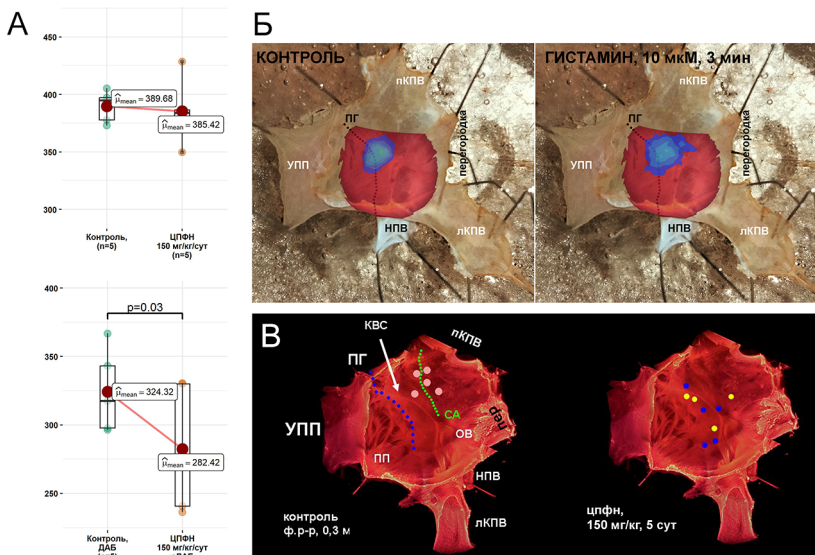 А
400
350
300
μ̂mean = 389.68
μ̂mean = 385.42
Контроль,
(n=5)
ЦПФН
150 мг/кг/сут
(n=5)
400
350
300
250
p=0.03
μ̂mean = 324.32
μ̂mean = 282.42
Контроль,
ДАБ
ЦПФН
150 мг/кг/сут
Б
КОНТРОЛЬ
пКПВ
ПГ
УПП
перегородка
НПВ
лКПВ
ГИСТАМИН, 10 мкМ, 3 мин
пКПВ
ПГ
УПП
перегородка
НПВ
лКПВ
В
КВС
пКПВ
ПГ
СА
УПП
пер
ОВ
ПП
НПВ
лКПВ
контроль
ф.р-р, 0,3 м
цпфн,
150 мг/кг, 5 сут